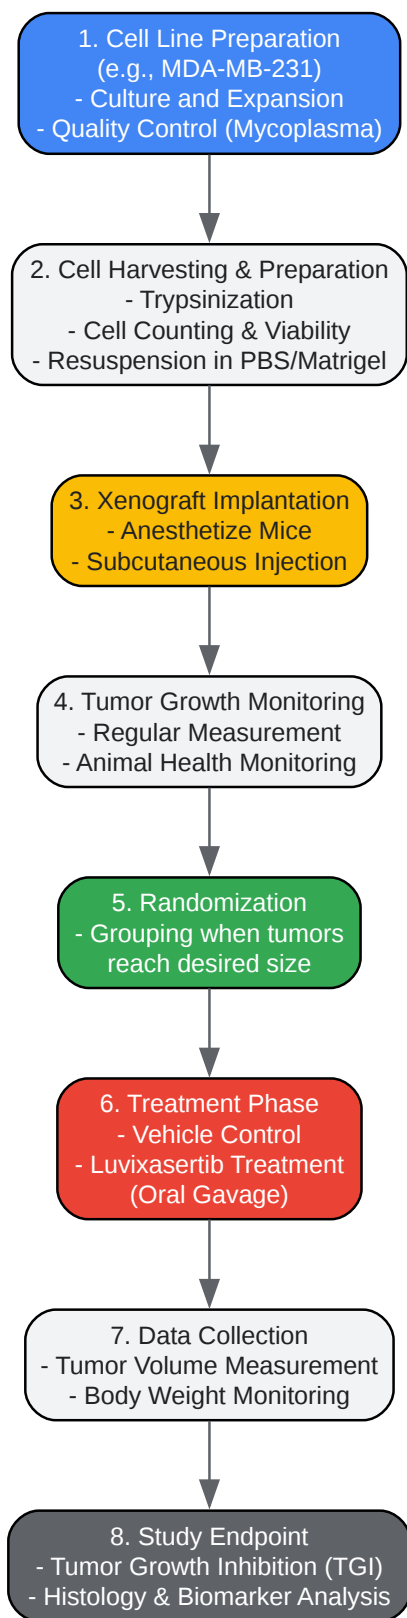 1. Cell Line Preparation
(e.g., MDA-MB-231)
- Culture and Expansion
- Quality Control (Mycoplasma)
2. Cell Harvesting & Preparation
- Trypsinization
- Cell Counting & Viability
- Resuspension in PBS/Matrigel
3. Xenograft Implantation
- Anesthetize Mice
- Subcutaneous Injection
4. Tumor Growth Monitoring
- Regular Measurement
- Animal Health Monitoring
5. Randomization
- Grouping when tumors
reach desired size
6. Treatment Phase
- Vehicle Control
- Luvixasertib Treatment
(Oral Gavage)
7. Data Collection
- Tumor Volume Measurement
- Body Weight Monitoring
8. Study Endpoint
- Tumor Growth Inhibition (TGI)
- Histology & Biomarker Analysis